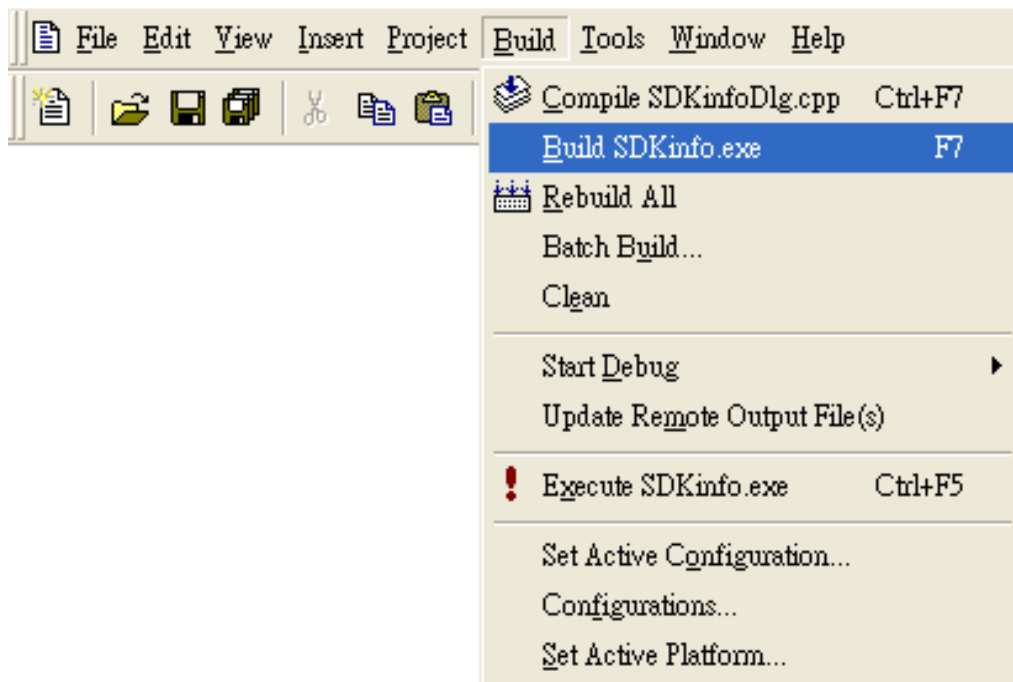 File Edit View Insert Project Build Tools Window Help
Compile SDKinfoDlg.cpp Ctrl+F7
Build SDKinfo.exe F7
Rebuild All
Batch Build...
Clean
Start Debug
Update Remote Output File(s)
Execute SDKinfo.exe Ctrl+F5
Set Active Configuration...
Configurations...
Set Active Platform...